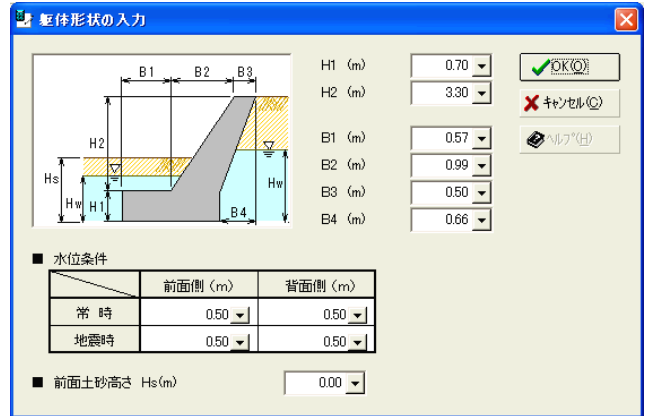 躯体形状の入力
B1 B2 B3
H2
Hs
Hw
H1
Hw
B4
H1 (m) 0.70
H2 (m) 3.30
B1 (m) 0.57
B2 (m) 0.99
B3 (m) 0.50
B4 (m) 0.66
OK(O)
キャンセル(C)
ヘルプ(H)
■ 水位条件
前面側 (m) 背面側 (m)
常 時 0.50 0.50
地震時 0.50 0.50
■ 前面土砂高さ Hs(m) 0.00